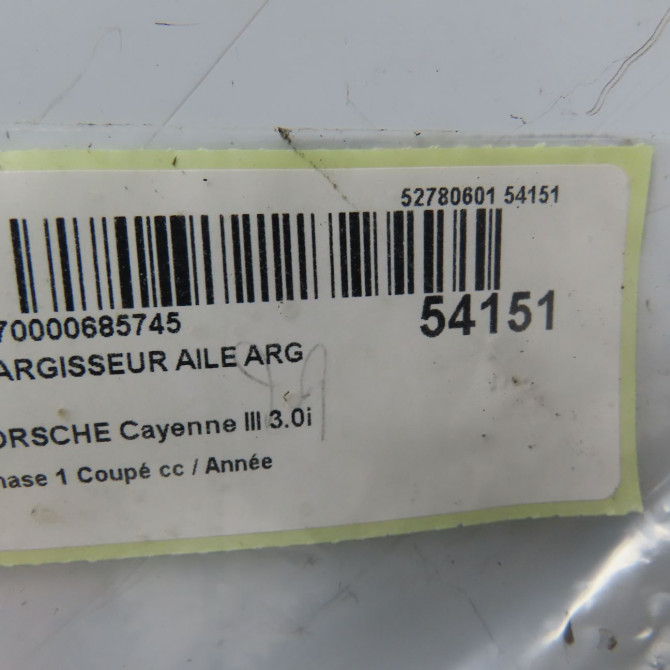 52780601 54151
70000685745
54151
ARGISSEUR AILE ARG
ORSCHE Cayenne III 3.0i
hase 1 Coupé cc / Année